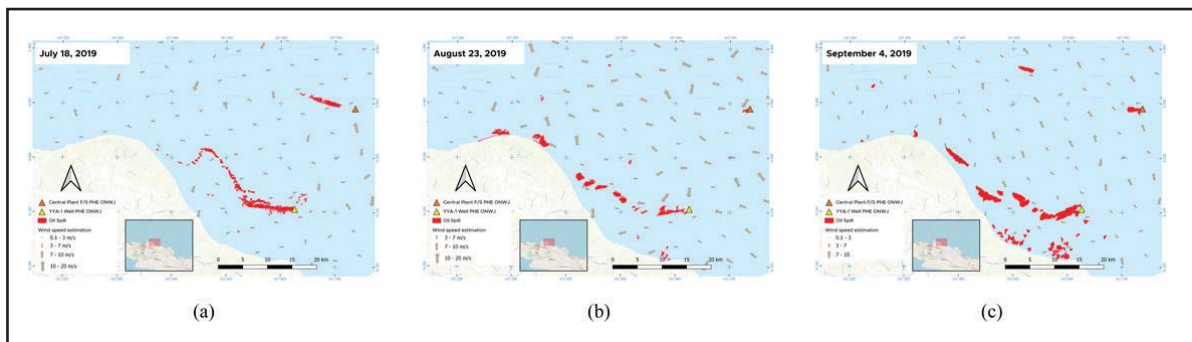 July 18, 2019
Central Plant F/S PHE ONWJ
YYA-1 Well PHE ONWJ
Oil Spill
Wind speed estimation
0.1 - 3 m/s
3 - 7 m/s
7 - 10 m/s
10 - 20 m/s
0 5 10 15 20 km
(a)
August 23, 2019
Central Plant F/S PHE ONWJ
YYA-1 Well PHE ONWJ
Oil Spill
Wind speed estimation
3 - 7 m/s
7 - 10 m/s
10 - 20 m/s
0 5 10 15 20 km
(b)
September 4, 2019
Central Plant F/S PHE ONWJ
YYA-1 Well PHE ONWJ
Oil Spill
Wind speed estimation
0.1 - 3
3 - 7
7 - 10
0 5 10 15 20 km
(c)